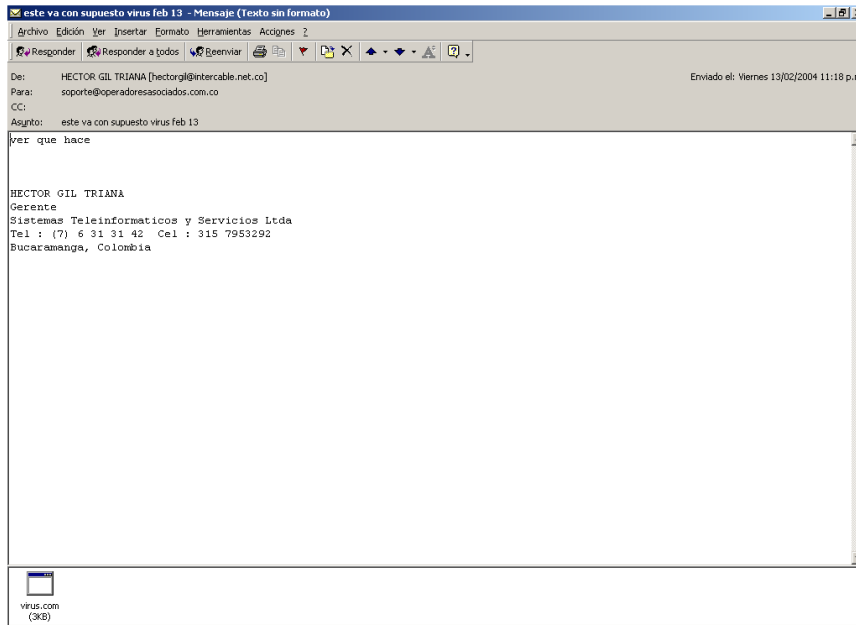 este va con supuesto virus feb 13 - Mensaje (Texto sin formato)
Archivo Edición Ver Insertar Formato Herramientas Acciones ?
Responder Responder a todos Reenviar
De: HECTOR GIL TRIANA [hectorgil@intercable.net.co] Enviado el: Viernes 13/02/2004 11:18 p.
Para: soporte@operadoresasociados.com.co
CC:
Asunto: este va con supuesto virus feb 13
ver que hace
HECTOR GIL TRIANA
Gerente
Sistemas Teleinformaticos y Servicios Ltda
Tel : (7) 6 31 31 42 Cel : 315 7953292
Bucaramanga, Colombia
virus.com
(3KB)